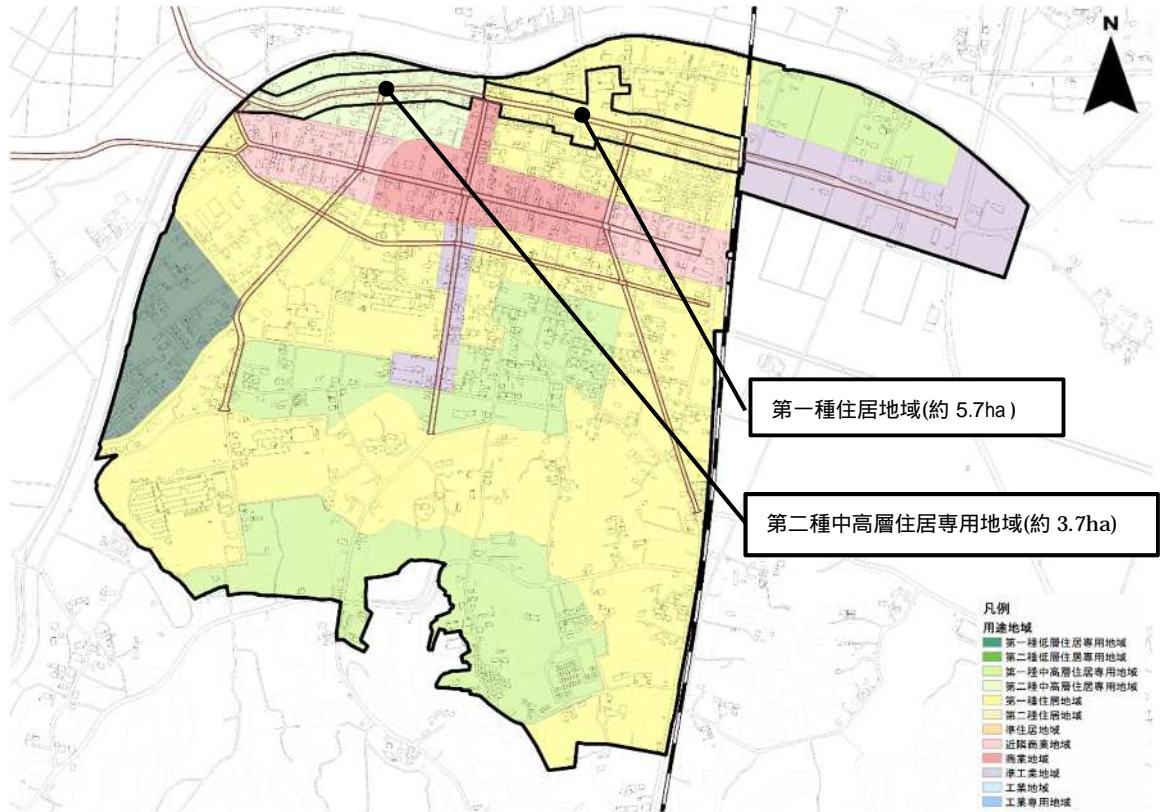 N
第一種住居地域(約 5.7ha)
第二種中高層住居専用地域(約 3.7ha)
凡例
用途地域
第一種低層住居専用地域
第二種低層住居専用地域
第一種中高層住居専用地域
第二種中高層住居専用地域
第一種住居地域
第二種住居地域
準住居地域
近隣商業地域
商業地域
準工業地域
工業地域
工業専用地域